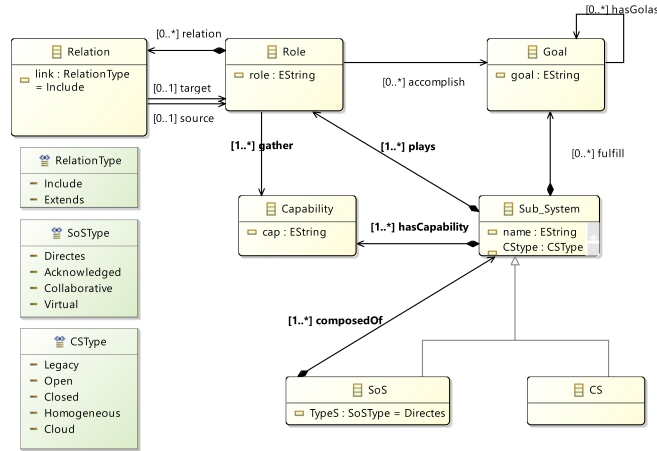 [0..*] hasGolas
[0..*] relation
Relation
Role
Goal
link : RelationType
= Include
role : EString
goal : EString
[0..1] target
[0..*] accomplish
[0..1] source
[1..*] gather
[1..*] plays
[0..*] fulfill
RelationType
Include
Extends
Capability
cap : EString
Sub_System
name : EString
CStype : CSType
[1..*] hasCapability
SoSType
Directes
Acknowledged
Collaborative
Virtual
[1..*] composedOf
CSType
Legacy
Open
Closed
Homogeneous
Cloud
SoS
TypeS : SoSType = Directes
CS